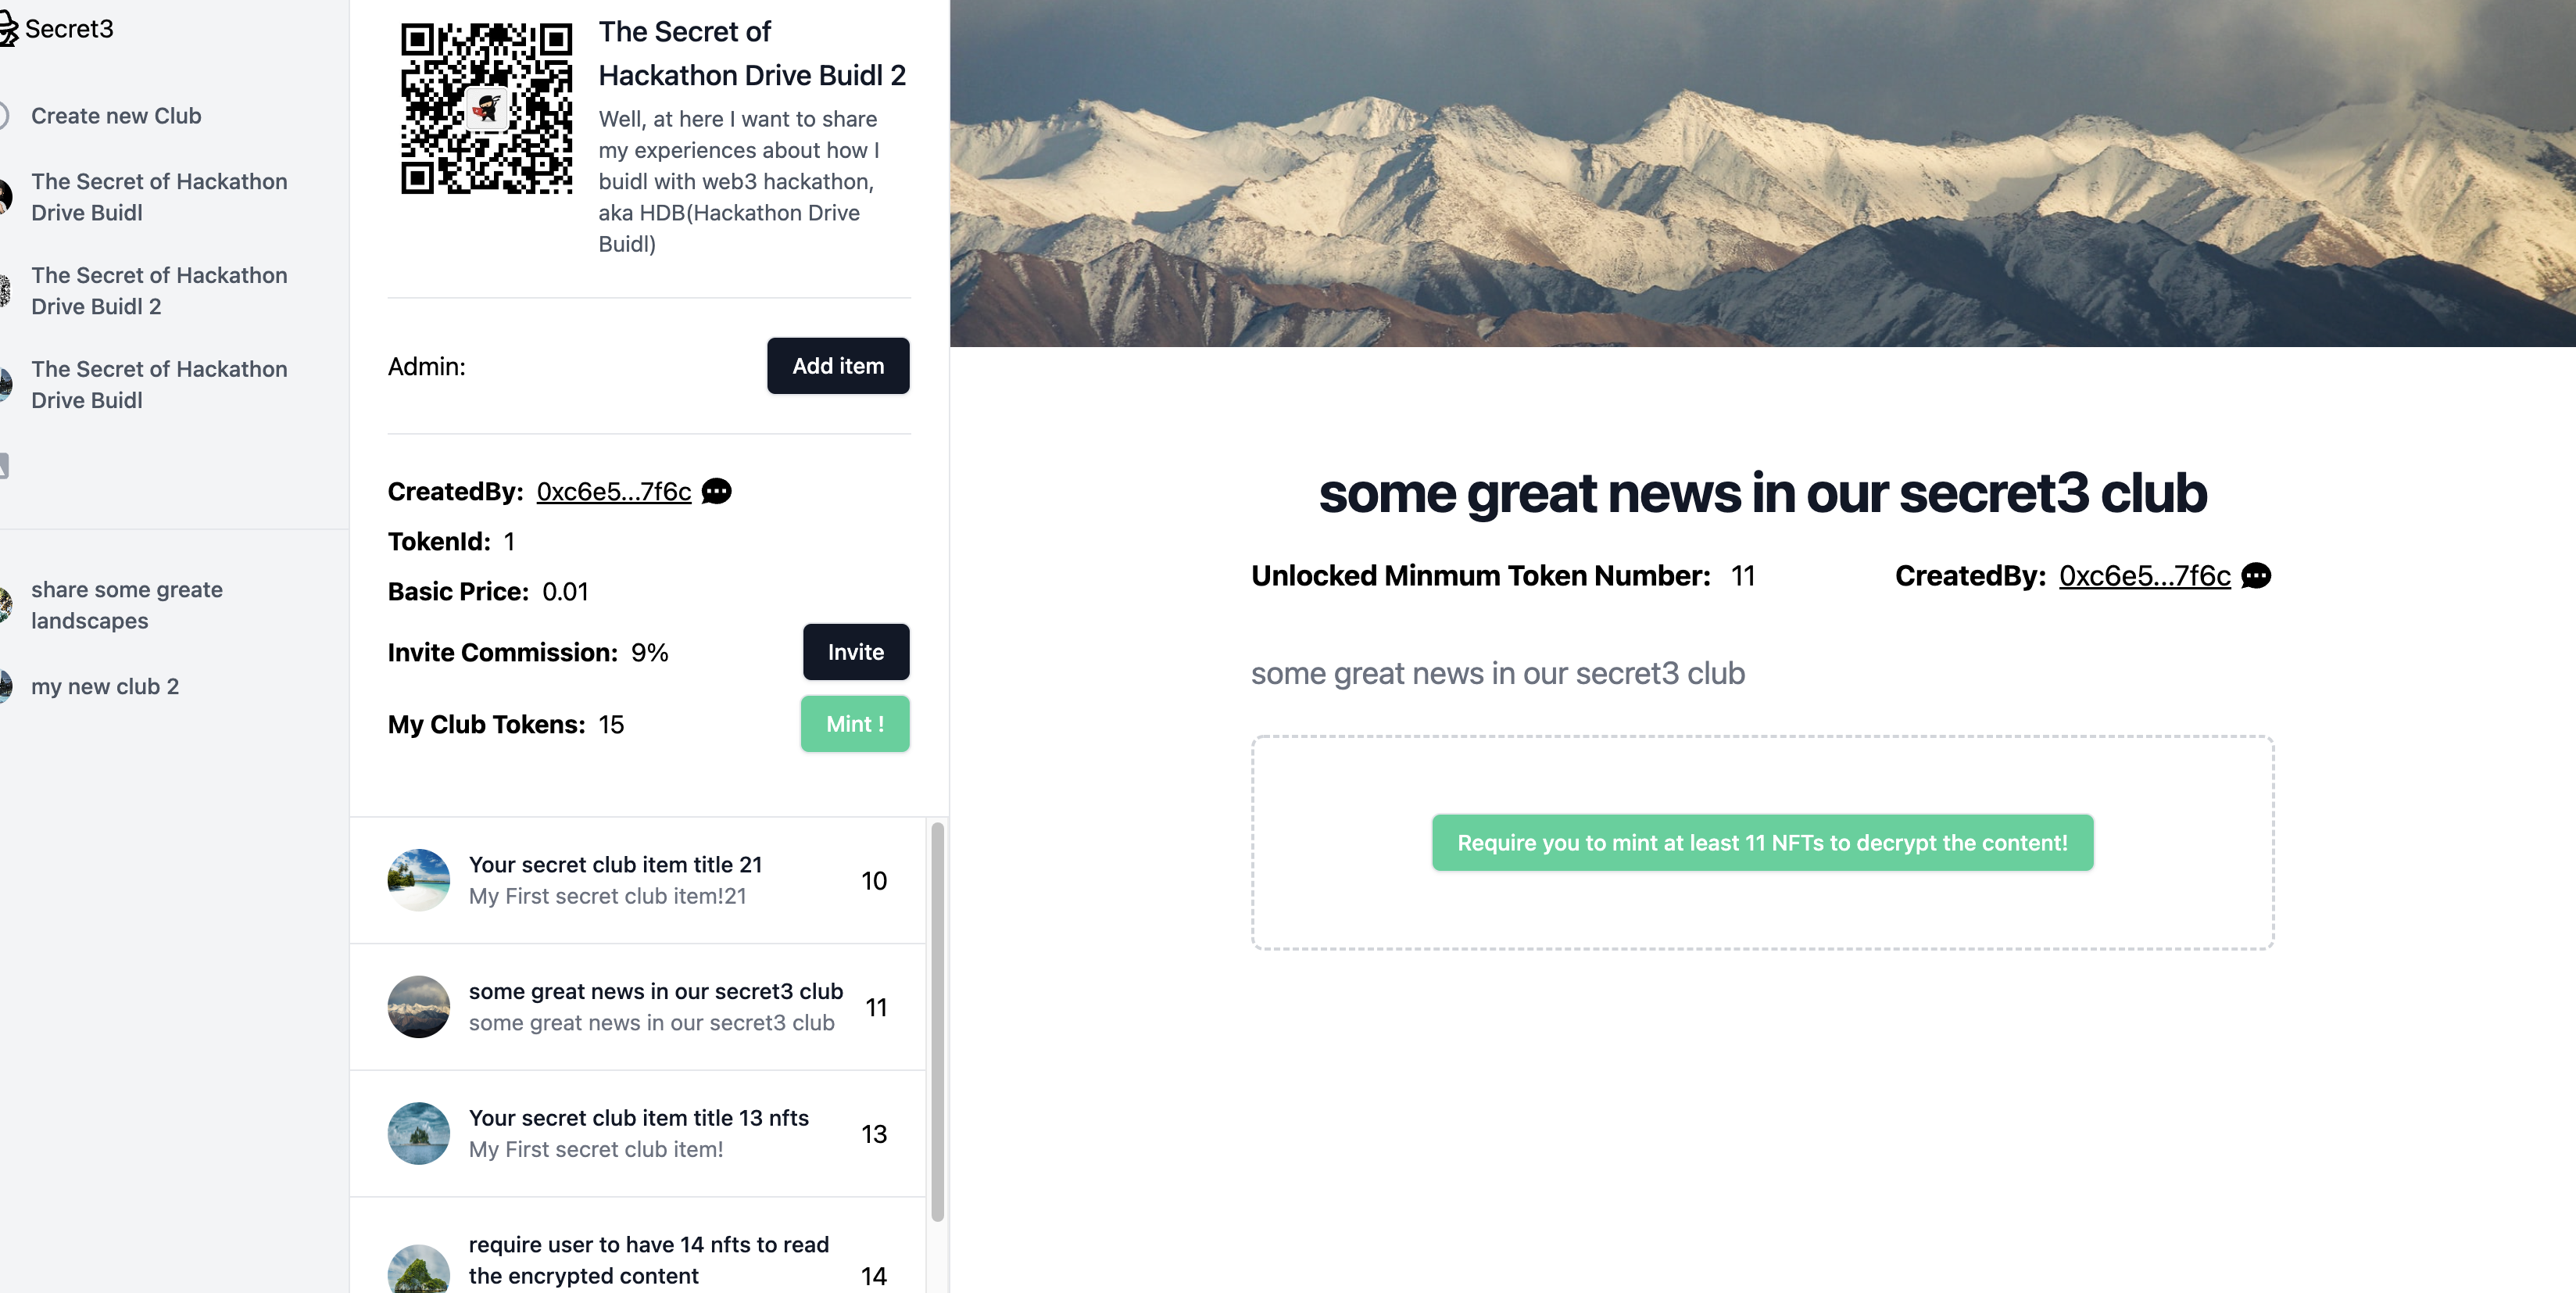 Secret3
Create new Club
The Secret of Hackathon
Drive Buidl
The Secret of Hackathon
Drive Buidl 2
The Secret of Hackathon
Drive Buidl
share some greate
landscapes
my new club 2
The Secret of
Hackathon Drive Buidl 2
Well, at here I want to share
my experiences about how I
buidl with web3 hackathon,
aka HDB(Hackathon Drive
Buidl)
Admin:
Add item
CreatedBy: 0xc6e5...7f6c
TokenId: 1
Basic Price: 0.01
Invite Commission: 9%
Invite
My Club Tokens: 15
Mint !
Your secret club item title 21
My First secret club item!21
10
some great news in our secret3 club
some great news in our secret3 club
11
Your secret club item title 13 nfts
My First secret club item!
13
require user to have 14 nfts to read
the encrypted content
14
some great news in our secret3 club
Unlocked Minmum Token Number: 11
CreatedBy: 0xc6e5...7f6c
some great news in our secret3 club
Require you to mint at least 11 NFTs to decrypt the content!